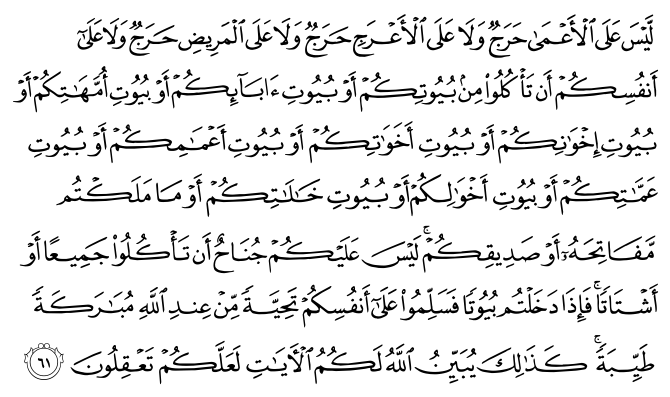 لَّيْسَ عَلَى ٱلْأَعْمَىٰ حَرَجٌ وَلَا عَلَى ٱلْأَعْرَجِ حَرَجٌ وَلَا عَلَى ٱلْمَرِيضِ حَرَجٌ وَلَا عَلَىٰٓ
أَنفُسِكُمْ أَن تَأْكُلُوا۟ مِنۢ بُيُوتِكُمْ أَوْ بُيُوتِ ءَابَآئِكُمْ أَوْ بُيُوتِ أُمَّهَٰتِكُمْ أَوْ
بُيُوتِ إِخْوَٰنِكُمْ أَوْ بُيُوتِ أَخَوَٰتِكُمْ أَوْ بُيُوتِ أَعْمَٰمِكُمْ أَوْ بُيُوتِ
عَمَّٰتِكُمْ أَوْ بُيُوتِ أَخْوَٰلِكُمْ أَوْ بُيُوتِ خَٰلَٰتِكُمْ أَوْ مَا مَلَكْتُم
مَّفَاتِحَهُۥٓ أَوْ صَدِيقِكُمْ ۚ لَيْسَ عَلَيْكُمْ جُنَاحٌ أَن تَأْكُلُوا۟ جَمِيعًا أَوْ
أَشْتَاتًا ۚ فَإِذَا دَخَلْتُم بُيُوتًا فَسَلِّمُوا۟ عَلَىٰٓ أَنفُسِكُمْ تَحِيَّةً مِّنْ عِندِ ٱللَّهِ مُبَٰرَكَةً
طَيِّبَةً ۚ كَذَٰلِكَ يُبَيِّنُ ٱللَّهُ لَكُمُ ٱلْءَايَٰتِ لَعَلَّكُمْ تَعْقِلُونَ ٦١